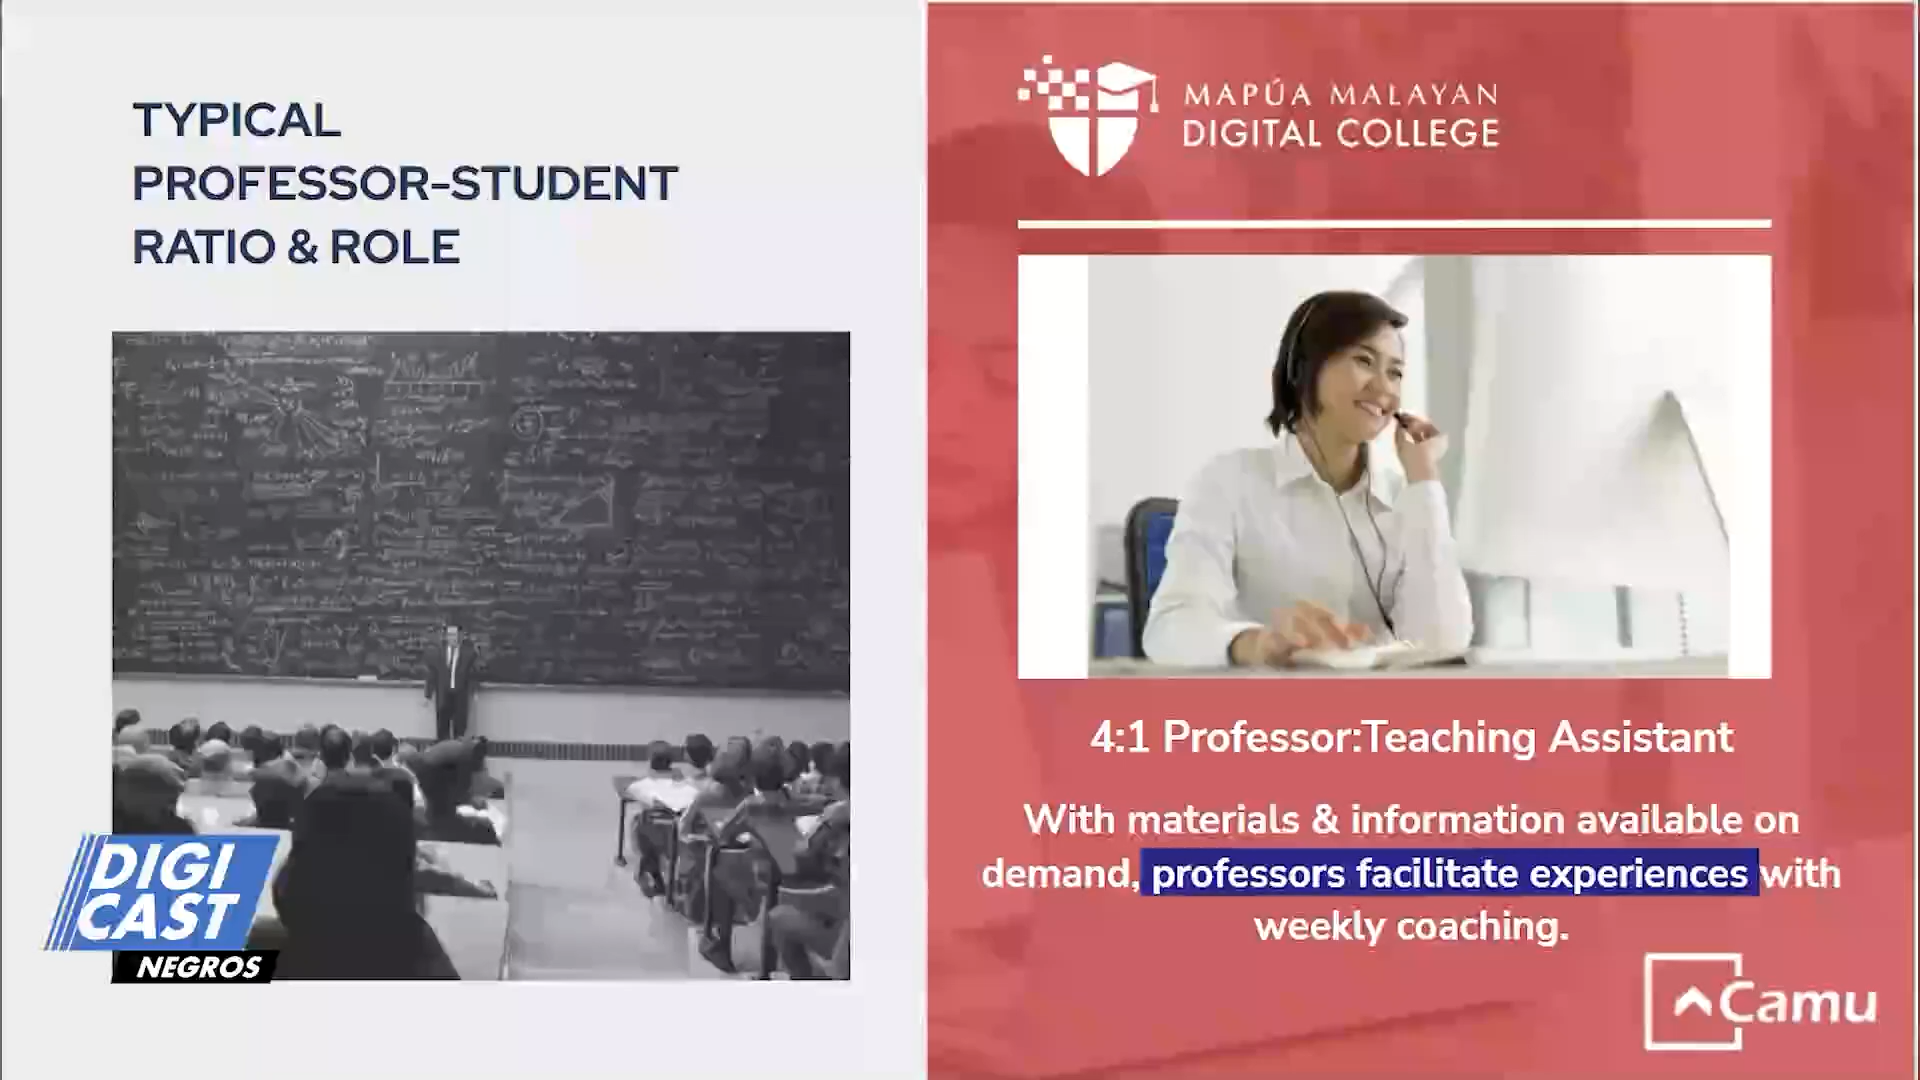 TYPICAL
PROFESSOR-STUDENT
RATIO & ROLE
DIGI
CAST
NEGROS
MAPÚA MALAYAN
DIGITAL COLLEGE
4:1 Professor:Teaching Assistant
With materials & information available on
demand, professors facilitate experiences with
weekly coaching.
Camu